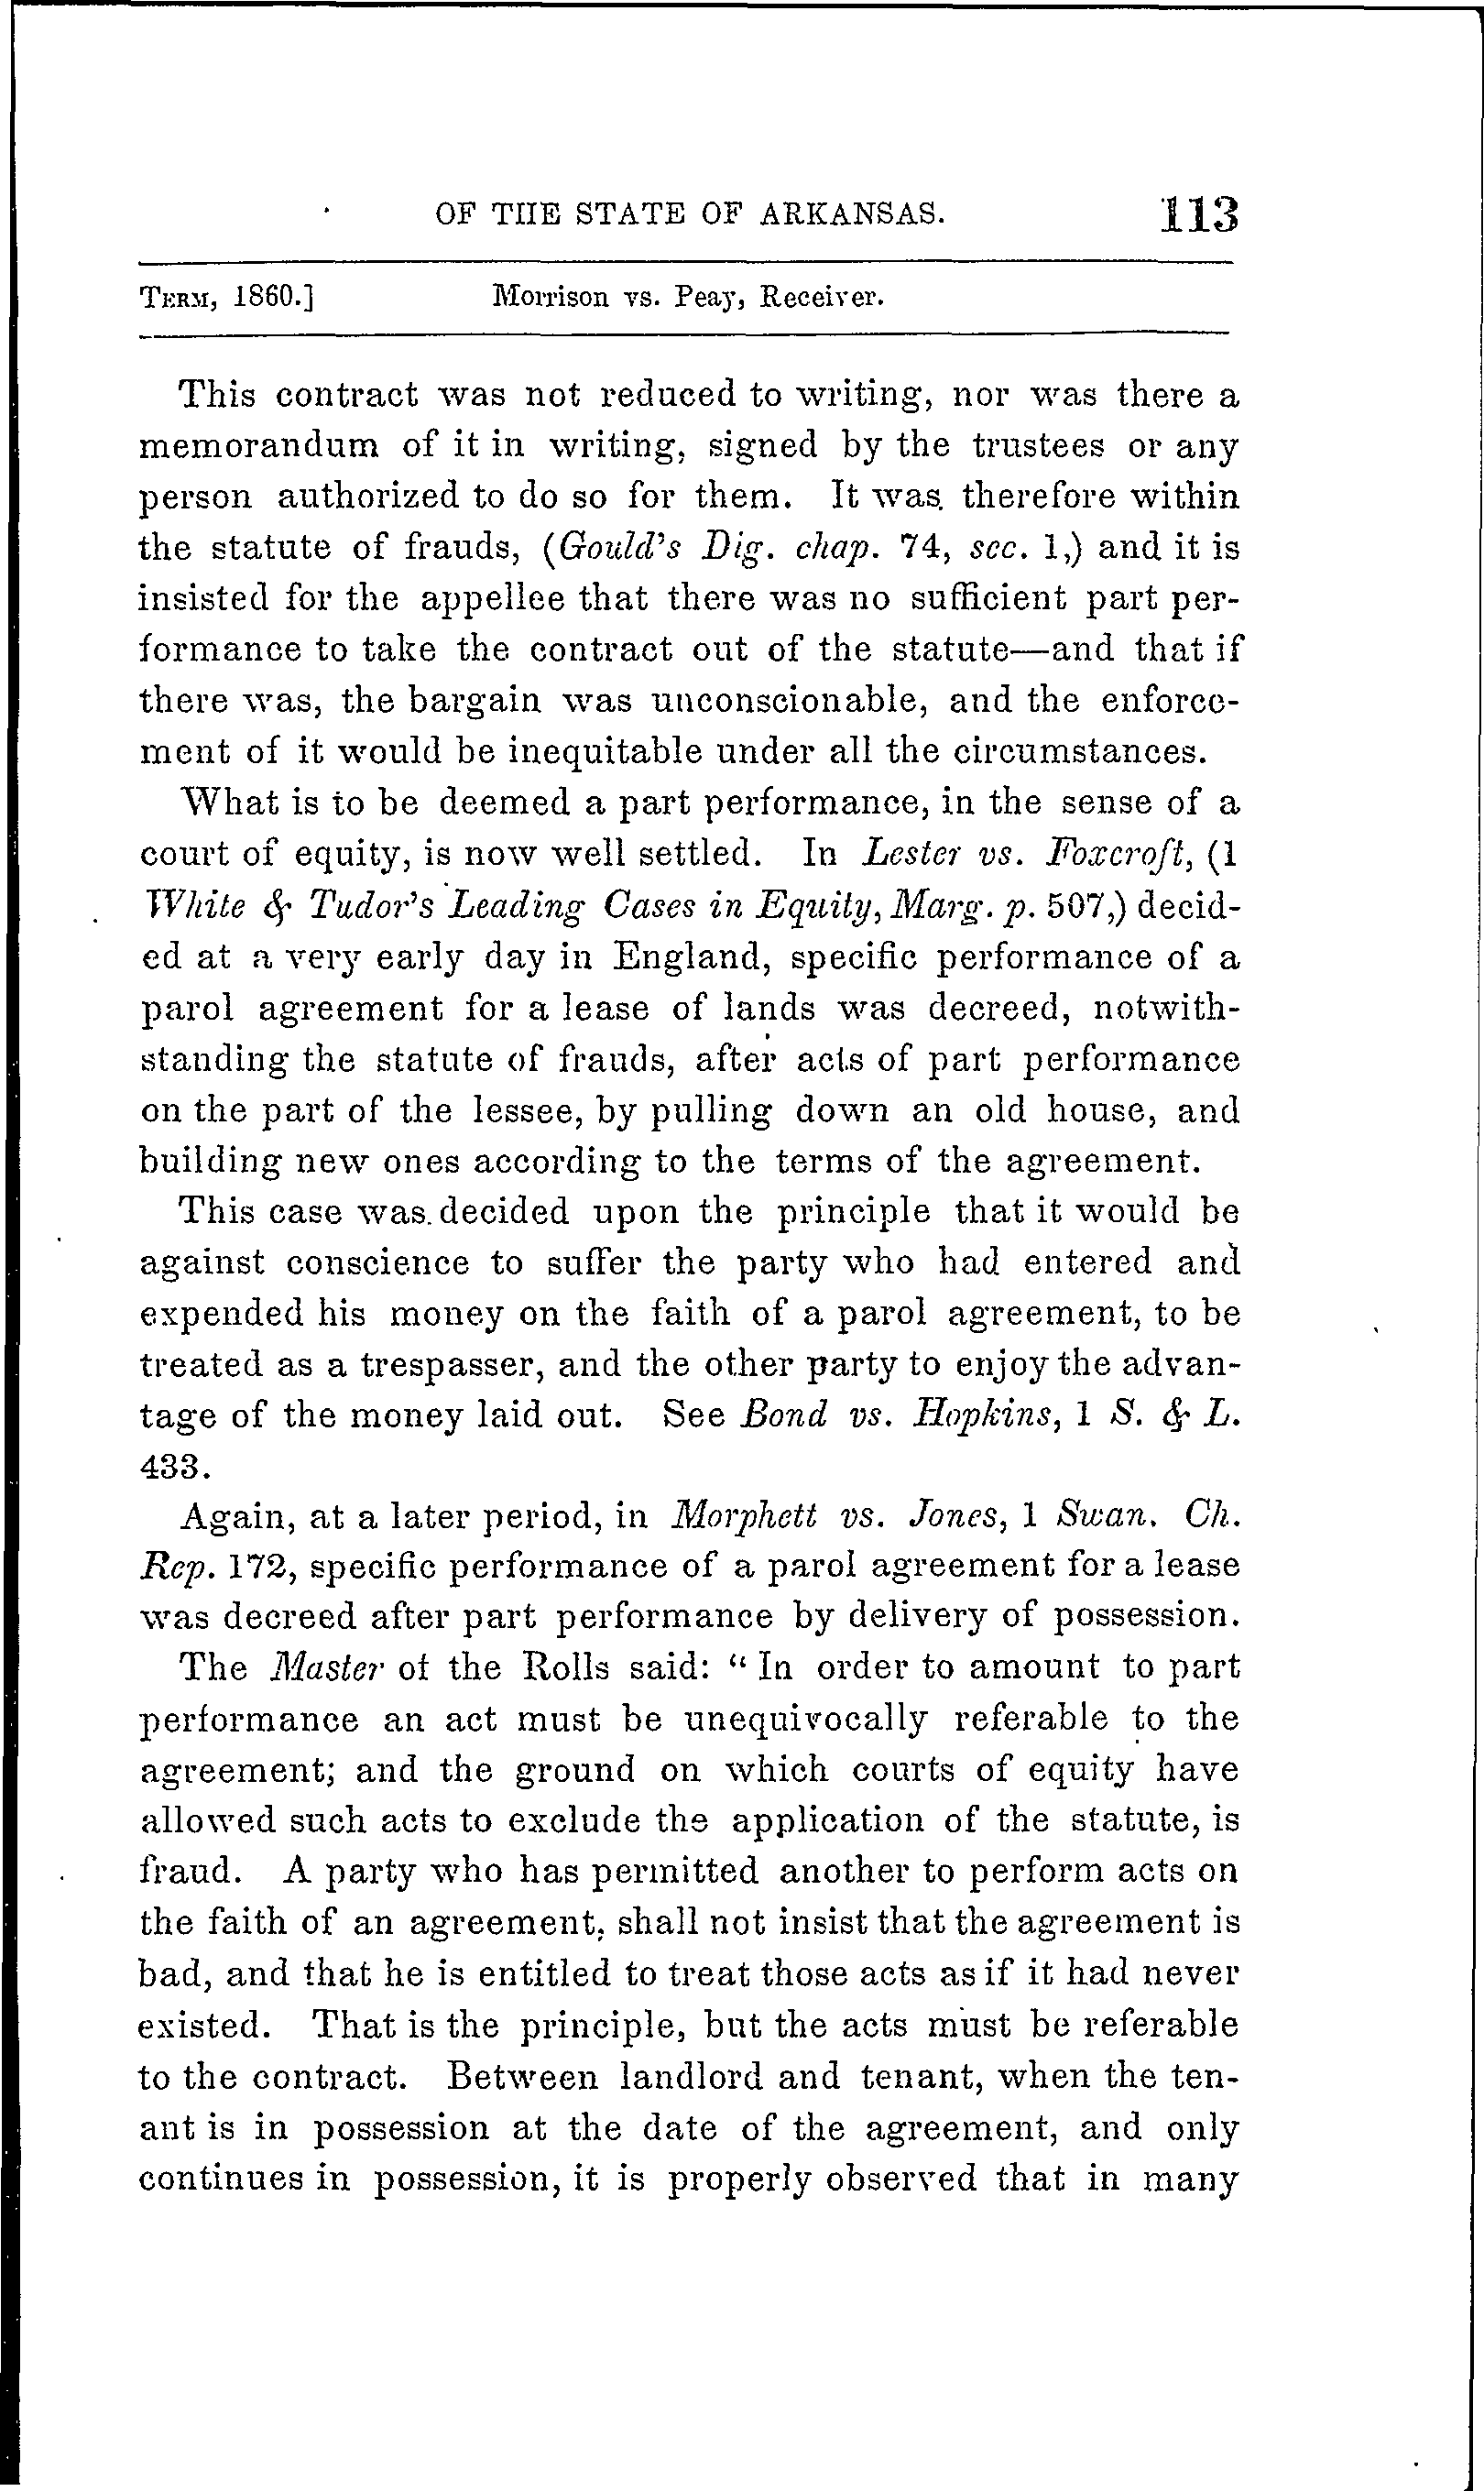 OF THE STATE OF ARKANSAS. 113
TERM, 1860.] Morrison vs. Peay, Receiver.
This contract was not reduced to writing, nor was there a
memorandum of it in writing, signed by the trustees or any
person authorized to do so for them. It was therefore within
the statute of frauds, (Gould's Dig. chap. 74, sec. 1,) and it is
insisted for the appellee that there was no sufficient part per-
formance to take the contract out of the statute—and that if
there was, the bargain was unconscionable, and the enforce-
ment of it would be inequitable under all the circumstances.
What is to be deemed a part performance, in the sense of a
court of equity, is now well settled. In Lester vs. Foxcroft, (1
White & Tudor's Leading Cases in Equity, Marg. p. 507,) decid-
ed at a very early day in England, specific performance of a
parol agreement for a lease of lands was decreed, notwith-
standing the statute of frauds, after acts of part performance
on the part of the lessee, by pulling down an old house, and
building new ones according to the terms of the agreement.
This case was decided upon the principle that it would be
against conscience to suffer the party who had entered and
expended his money on the faith of a parol agreement, to be
treated as a trespasser, and the other party to enjoy the advan-
tage of the money laid out. See Bond vs. Hopkins, 1 S. & L.
433.
Again, at a later period, in Morphett vs. Jones, 1 Swan. Ch.
Rep. 172, specific performance of a parol agreement for a lease
was decreed after part performance by delivery of possession.
The Master of the Rolls said: "In order to amount to part
performance an act must be unequivocally referable to the
agreement; and the ground on which courts of equity have
allowed such acts to exclude the application of the statute, is
fraud. A party who has permitted another to perform acts on
the faith of an agreement, shall not insist that the agreement is
bad, and that he is entitled to treat those acts as if it had never
existed. That is the principle, but the acts must be referable
to the contract. Between landlord and tenant, when the ten-
ant is in possession at the date of the agreement, and only
continues in possession, it is properly observed that in many